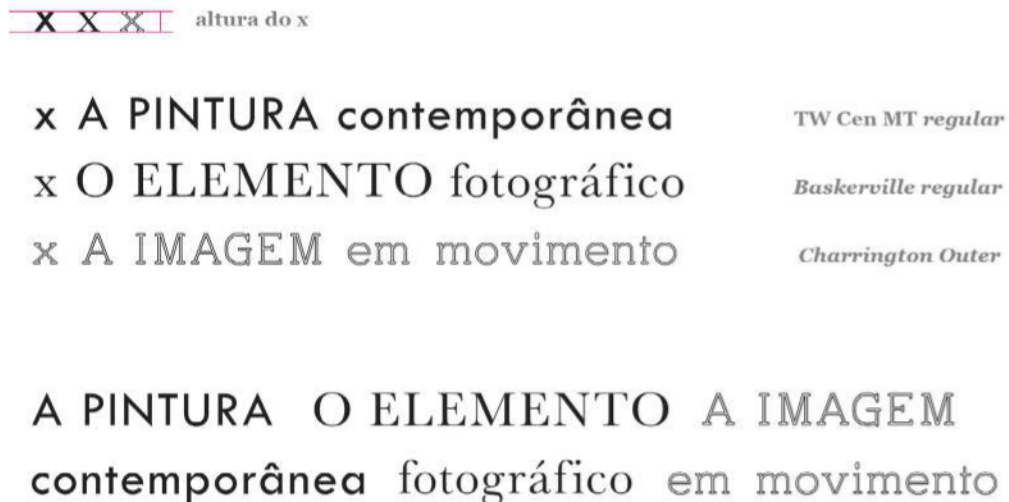 x x x altura do x
x A PINTURA contemporânea TW Cen MT regular
x O ELEMENTO fotográfico Baskerville regular
x A IMAGEM em movimento Charrington Outer
A PINTURA O ELEMENTO A IMAGEM
contemporânea fotográfico em movimento